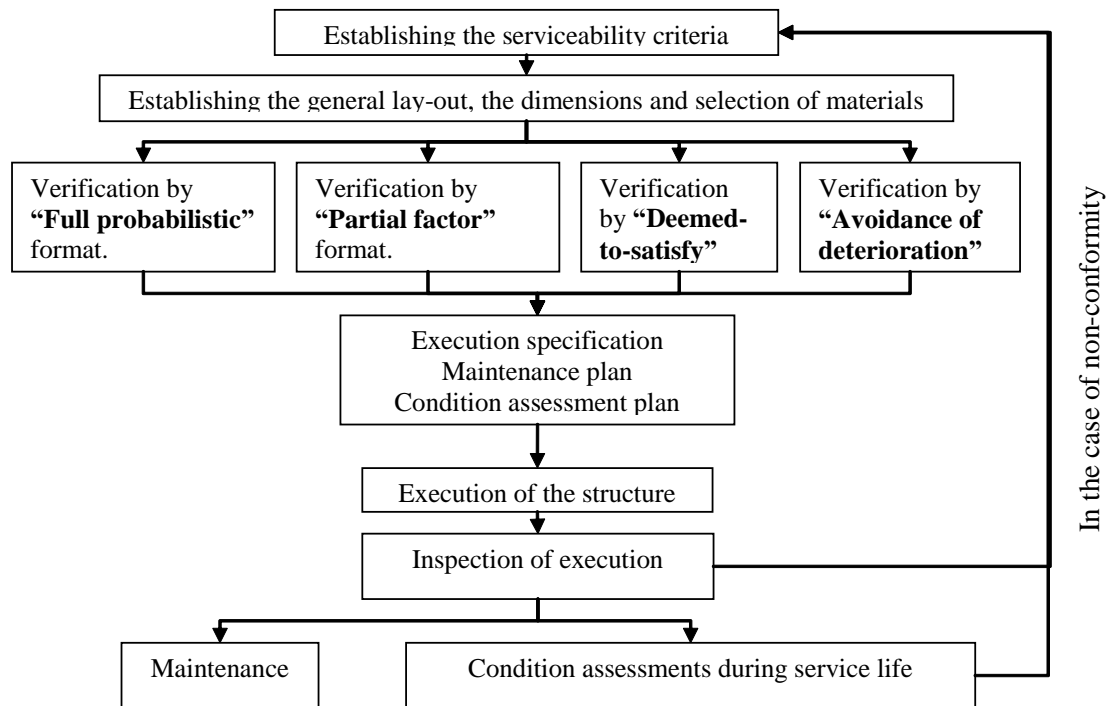 Establishing the serviceability criteria
Establishing the general lay-out, the dimensions and selection of materials
Verification by
“Full probabilistic”
format.
Verification by
“Partial factor”
format.
Verification
by “Deemed-
to-satisfy”
Verification by
“Avoidance of
deterioration”
Execution specification
Maintenance plan
Condition assessment plan
Execution of the structure
Inspection of execution
Maintenance
Condition assessments during service life
In the case of non-conformity